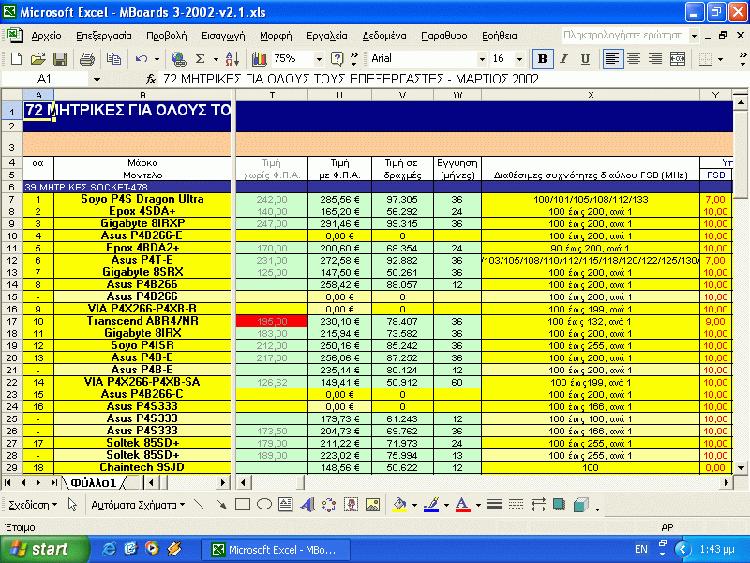 Microsoft Excel - MBoards 3-2002-v2.1.xls
Αρχείο Επεξεργασία Προβολή Εισαγωγή Μορφή Εργαλεία Δεδομένα Παράθυρο Βοήθεια Πληκτρολογήστε ερώτηση
75% Arial 16 B I U
A1 fx 72 ΜΗΤΡΙΚΕΣ ΓΙΑ ΟΛΟΥΣ ΤΟΥΣ ΕΠΕΞΕΡΓΑΣΤΕΣ - ΜΑΡΤΙΟΣ 2002
A B T U V W X Y
1 72 ΜΗΤΡΙΚΕΣ ΓΙΑ ΟΛΟΥΣ ΤΟ
2
3
4 αα Μάρκα Τιμή Τιμή Τιμή σε Εγγύηση Υπ
5 Μοντέλο χωρίς Φ.Π.Α. με Φ.Π.Α. δραχμές (μήνες) Διαθέσιμες συχνότητες διαύλου FSB (MHz) FSB
6 39 ΜΗΤΡΙΚΕΣ SOCKET-478
7 1 Soyo P4S Dragon Ultra 242,00 285,56 € 97.305 36 100/101/105/108/112/133 7,00
8 2 Epox 4SDA+ 140,00 165,20 € 56.292 24 100 έως 200, ανά 1 10,00
9 3 Gigabyte 8IRXP 247,00 291,46 € 99.315 36 100 έως 200, ανά 1 10,00
10 4 Asus P4D266-E 0,00 € 0 100 έως 200, ανά 1 10,00
11 5 Epox 4BDA2+ 170,00 200,60 € 68.354 24 90 έως 200, ανά 1 10,00
12 6 Asus P4T-E 231,00 272,58 € 92.882 36 /103/105/108/110/112/115/118/120/122/125/130/ 7,00
13 7 Gigabyte 8SRX 125,00 147,50 € 50.261 36 100 έως 200, ανά 1 10,00
14 8 Asus P4B266 258,42 € 88.057 12 100 έως 200, ανά 1 10,00
15 - Asus P4B266 0,00 € 0 100 έως 200, ανά 1 10,00
16 9 VIA P4X266-P4XB-R 0,00 € 0 100 έως 199, ανά 1 10,00
17 10 Transcend ABR4/NR 195,00 230,10 € 78.407 36 100 έως 132, ανά 1 9,00
18 11 Gigabyte 8IRX 183,00 215,94 € 73.582 36 100 έως 200, ανά 1 10,00
19 12 Soyo P4ISR 212,00 250,16 € 85.242 36 100 έως 255, ανά 1 10,00
20 13 Asus P4B-E 217,00 256,06 € 87.252 36 100 έως 200, ανά 1 10,00
21 - Asus P4B-E 235,14 € 80.124 12 100 έως 200, ανά 1 10,00
22 14 VIA P4X266-P4XB-SA 126,62 149,41 € 50.912 60 100 έως 199, ανά 1 10,00
23 15 Asus P4B266-C 0,00 € 0 100 έως 200, ανά 1 10,00
24 16 Asus P4S333 0,00 € 0 100 έως 166, ανά 1 10,00
25 - Asus P4S333 179,73 € 61.243 12 100 έως 166, ανά 1 10,00
26 - Asus P4S333 173,50 204,73 € 69.762 36 100 έως 166, ανά 1 10,00
27 17 Soltek 85SD+ 179,00 211,22 € 71.973 24 100 έως 255, ανά 1 10,00
28 - Soltek 85SD+ 189,00 223,02 € 75.994 13 100 έως 255, ανά 1 10,00
29 18 Chaintech 9SJD 148,56 € 50.622 12 100 0,00
Φύλλο1
Σχεδίαση Αυτόματα Σχήματα
Έτοιμο AP
start Microsoft Excel - MBo... EN 1:43 μμ